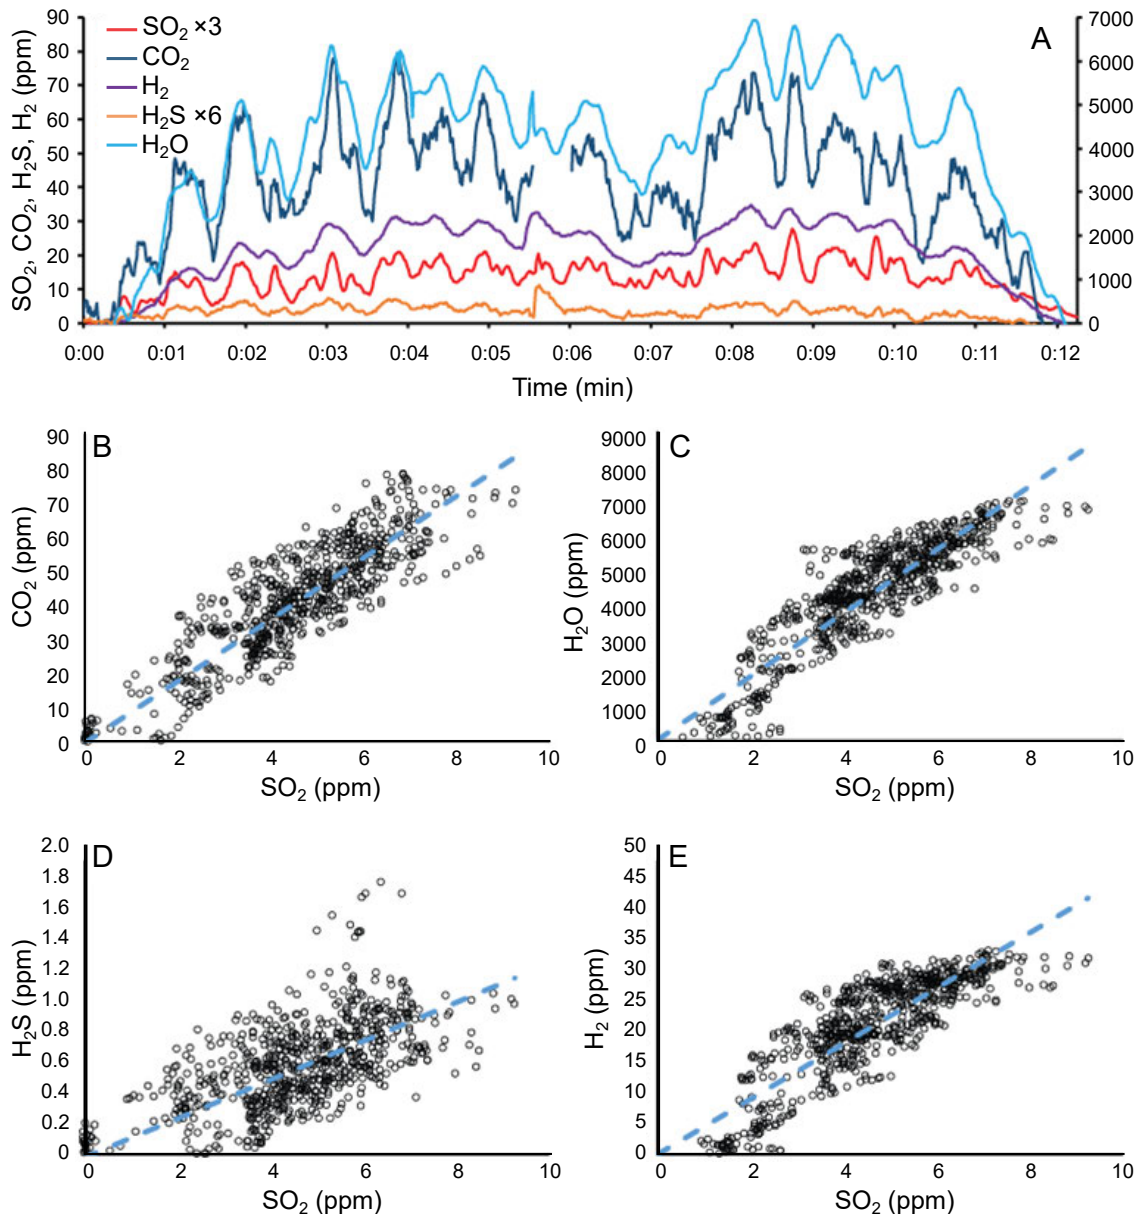 A
SO₂ ×3
CO₂
H₂
H₂S ×6
H₂O
SO₂, CO₂, H₂S, H₂ (ppm)
90
80
70
60
50
40
30
20
10
0
7000
6000
5000
4000
3000
2000
1000
0
0:00 0:01 0:02 0:03 0:04 0:05 0:06 0:07 0:08 0:09 0:10 0:11 0:12
Time (min)
B
CO₂ (ppm)
90
80
70
60
50
40
30
20
10
0
0 2 4 6 8 10
SO₂ (ppm)
C
H₂O (ppm)
9000
8000
7000
6000
5000
4000
3000
2000
1000
0
0 2 4 6 8 10
SO₂ (ppm)
D
H₂S (ppm)
2.0
1.8
1.6
1.4
1.2
1.0
0.8
0.6
0.4
0.2
0
0 2 4 6 8 10
SO₂ (ppm)
E
H₂ (ppm)
50
45
40
35
30
25
20
15
10
5
0
0 2 4 6 8 10
SO₂ (ppm)